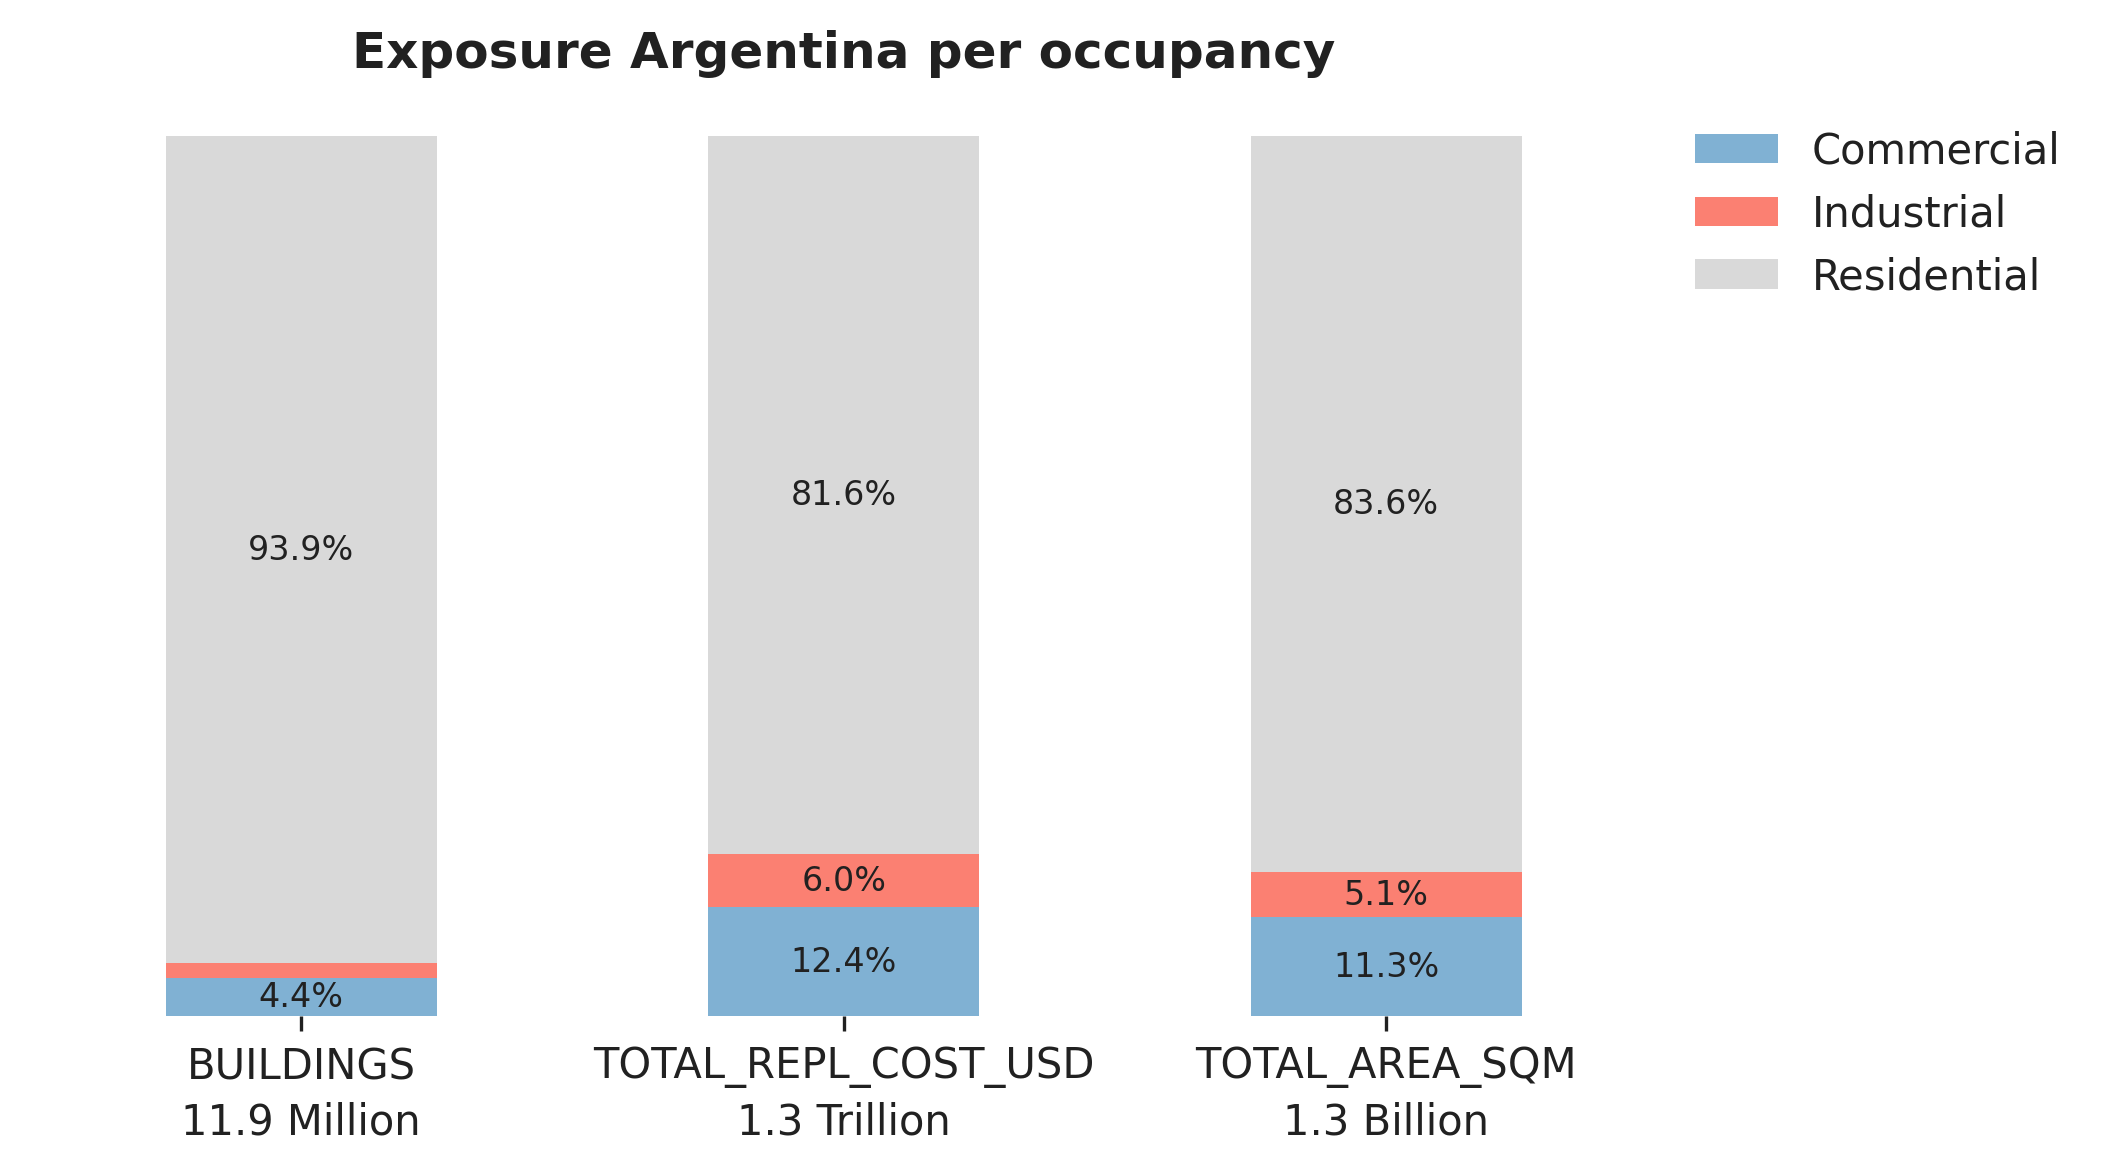 Exposure Argentina per occupancy
Commercial
Industrial
Residential
93.9%
81.6%
83.6%
6.0%
5.1%
4.4%
12.4%
11.3%
BUILDINGS
11.9 Million
TOTAL_REPL_COST_USD
1.3 Trillion
TOTAL_AREA_SQM
1.3 Billion